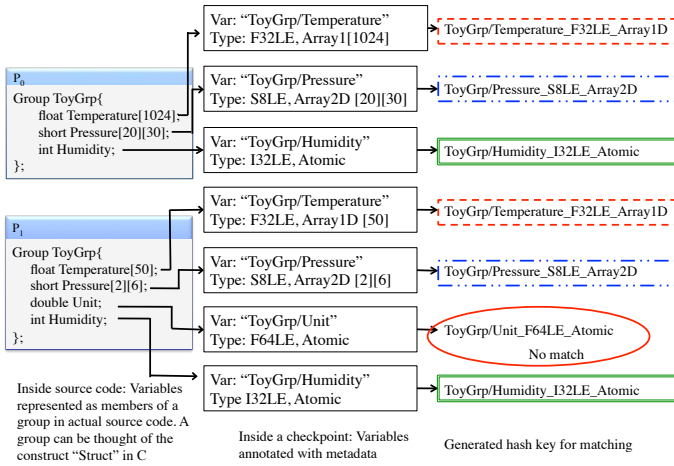 P0
Group ToyGrp{
float Temperature[1024];
short Pressure[20][30];
int Humidity;
};
Var: “ToyGrp/Temperature”
Type: F32LE, Array1[1024]
ToyGrp/Temperature_F32LE_Array1D
Var: “ToyGrp/Pressure”
Type: S8LE, Array2D [20][30]
ToyGrp/Pressure_S8LE_Array2D
Var: “ToyGrp/Humidity”
Type: I32LE, Atomic
ToyGrp/Humidity_I32LE_Atomic
P1
Group ToyGrp{
float Temperature[50];
short Pressure[2][6];
double Unit;
int Humidity;
};
Var: “ToyGrp/Temperature”
Type: F32LE, Array1D [50]
ToyGrp/Temperature_F32LE_Array1D
Var: “ToyGrp/Pressure”
Type: S8LE, Array2D [2][6]
ToyGrp/Pressure_S8LE_Array2D
Var: “ToyGrp/Unit”
Type: F64LE, Atomic
ToyGrp/Unit_F64LE_Atomic
No match
Var: “ToyGrp/Humidity”
Type I32LE, Atomic
ToyGrp/Humidity_I32LE_Atomic
Inside source code: Variables
represented as members of a
group in actual source code. A
group can be thought of the
construct “Struct” in C
Inside a checkpoint: Variables
annotated with metadata
Generated hash key for matching